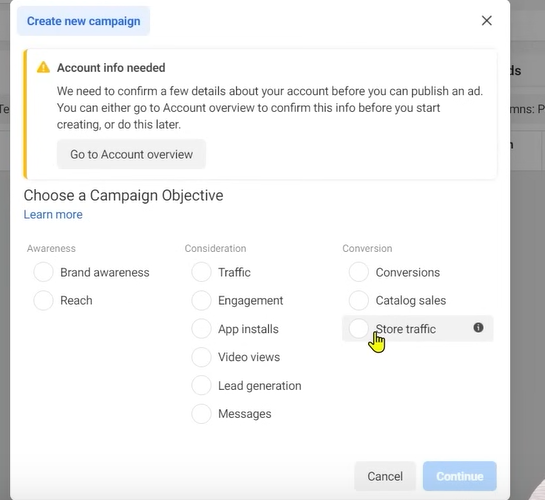 Create new campaign
Account info needed
We need to confirm a few details about your account before you can publish an ad.
You can either go to Account overview to confirm this info before you start
creating, or do this later.
Go to Account overview
Choose a Campaign Objective
Learn more
Awareness
Brand awareness
Reach
Consideration
Traffic
Engagement
App installs
Video views
Lead generation
Messages
Conversion
Conversions
Catalog sales
Store traffic
Cancel
Continue